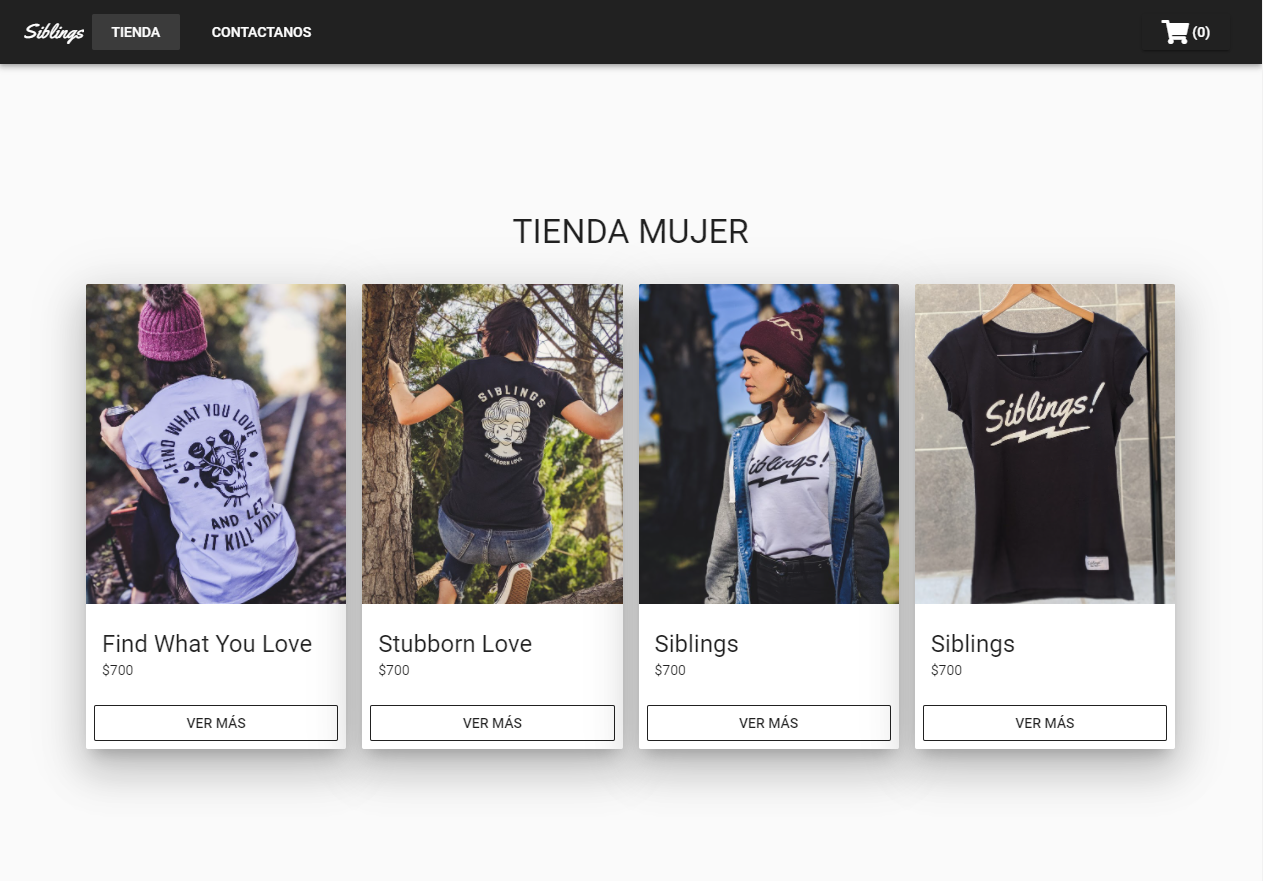 Siblings TIENDA CONTACTANOS (0)
TIENDA MUJER
FIND WHAT YOU LOVE
AND LET
IT KILL YOU
SIBLINGS
STUBBORN LOVE
Siblings!
Siblings!
Find What You Love
$700
VER MÁS
Stubborn Love
$700
VER MÁS
Siblings
$700
VER MÁS
Siblings
$700
VER MÁS